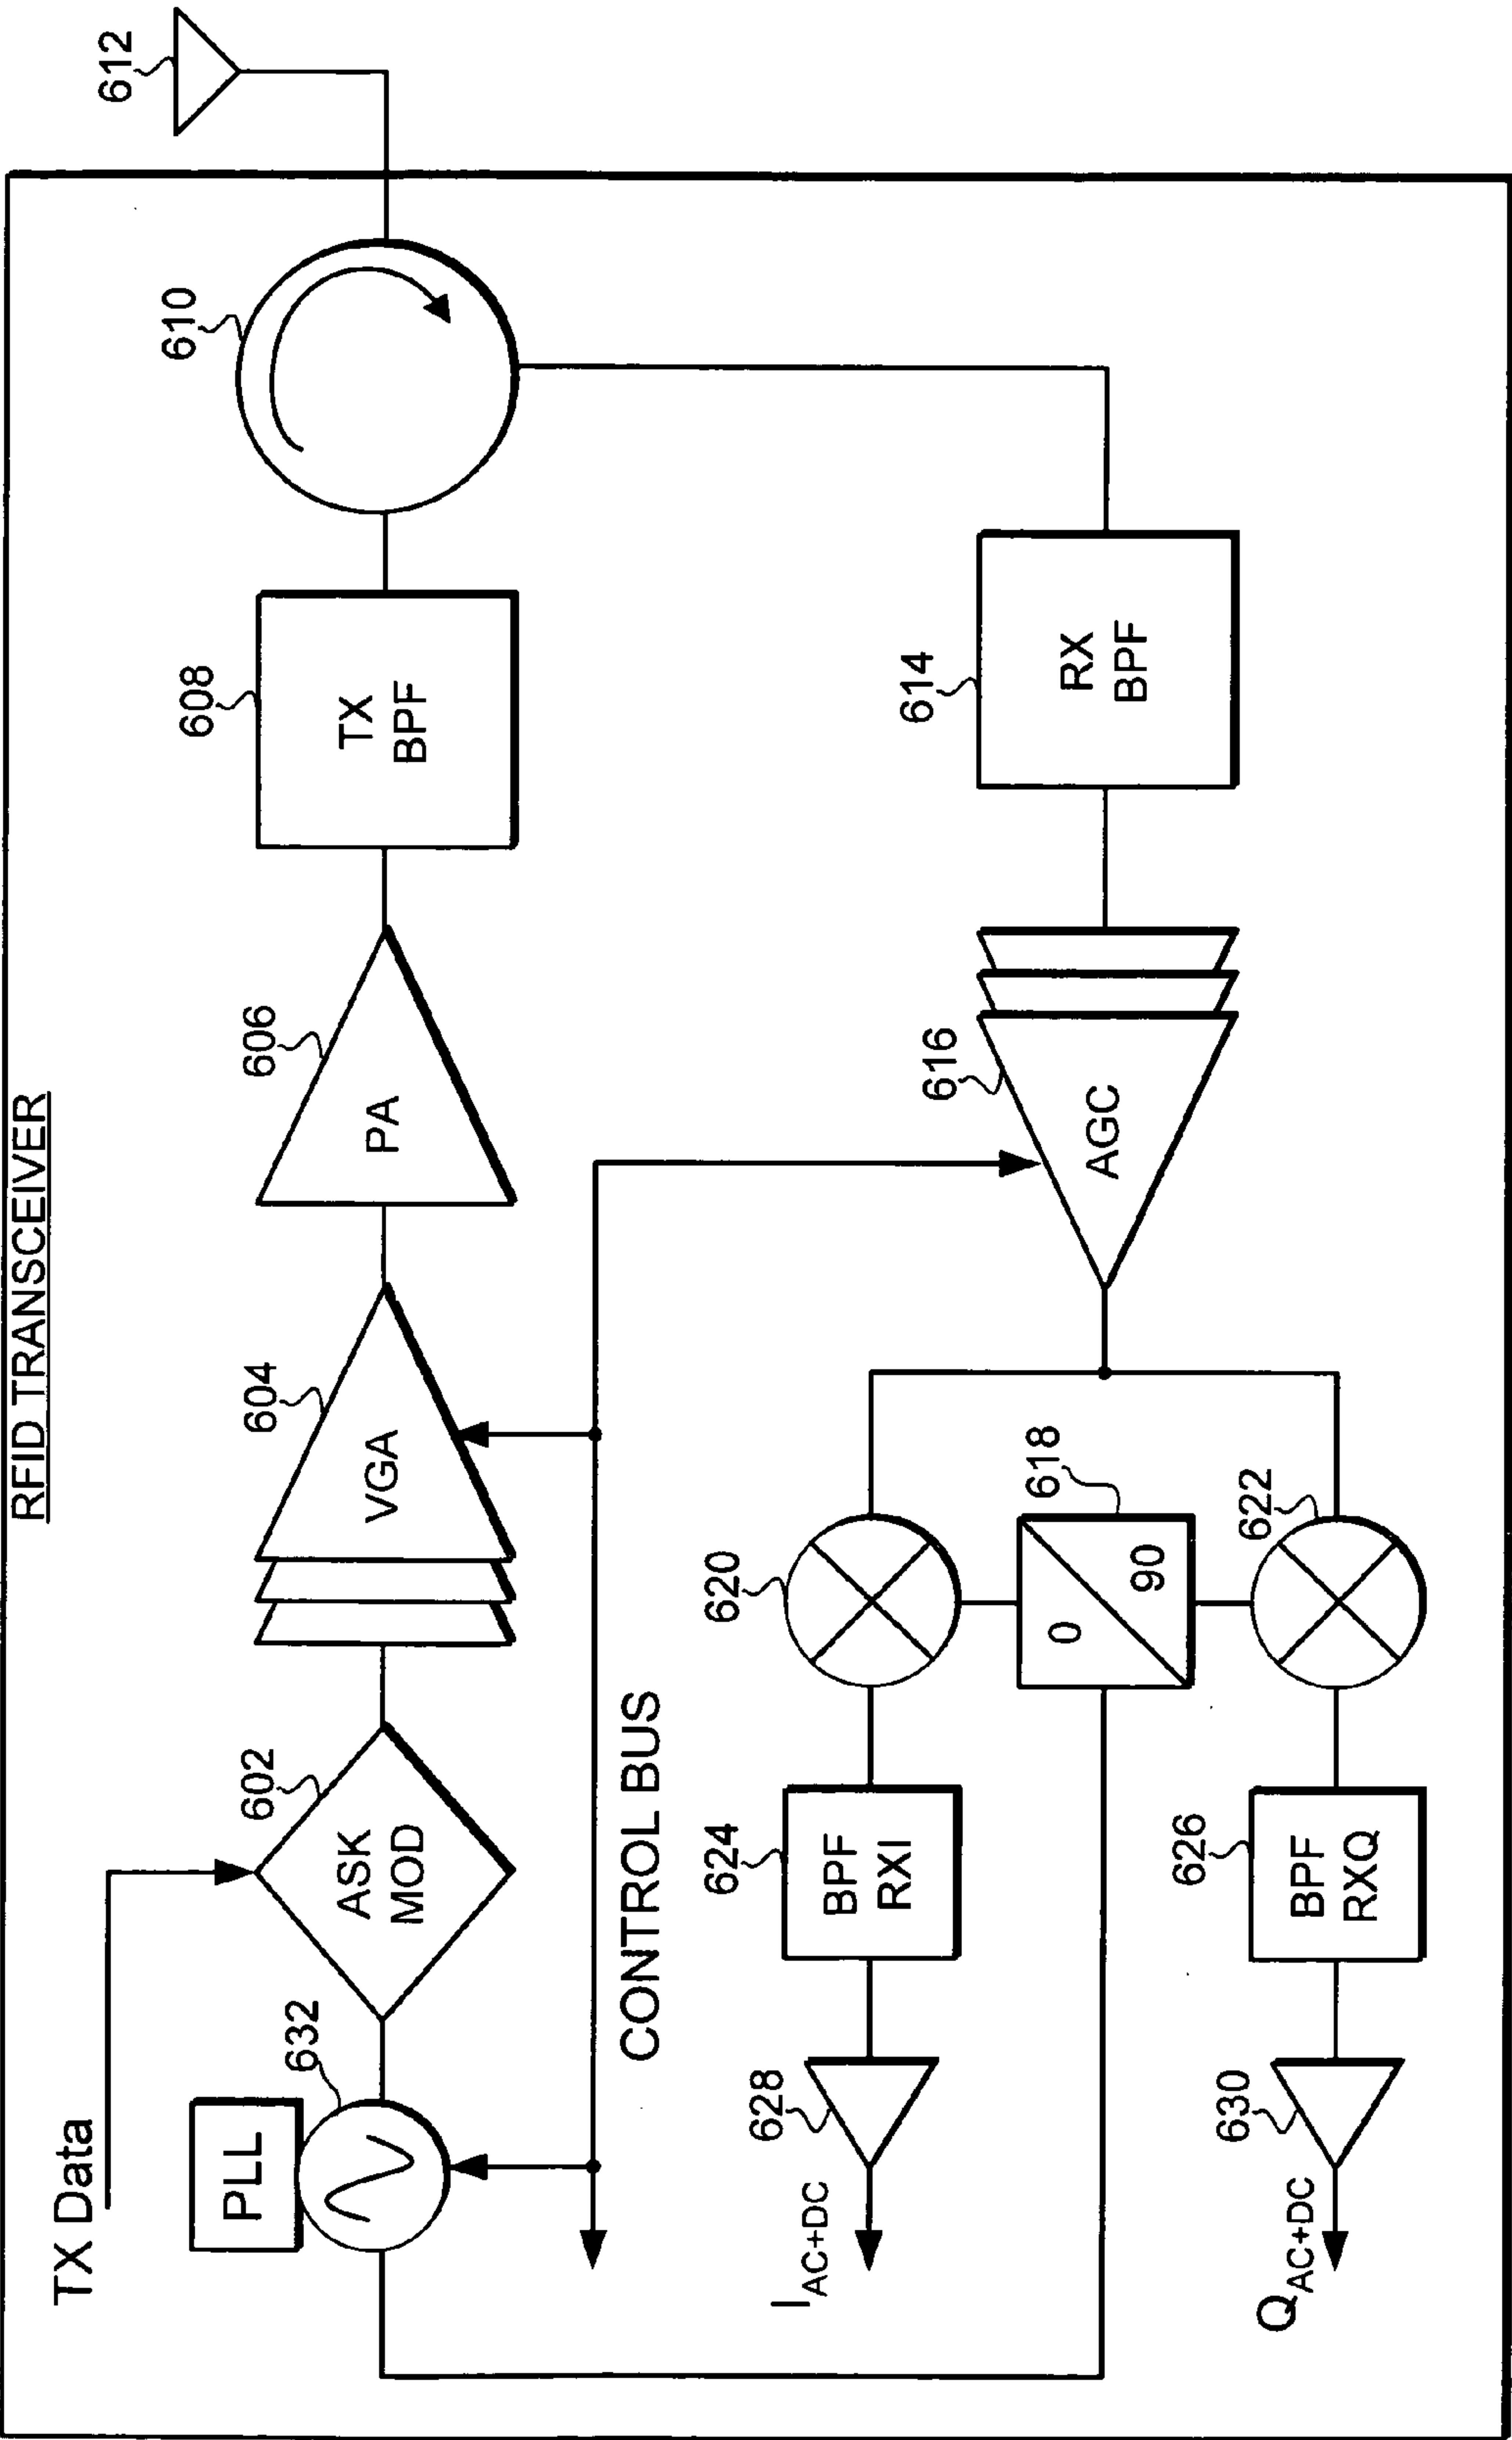 RFID TRANSCEIVER
TX Data
PLL
632
ASK
MOD
602
VGA
604
PA
606
TX
BPF
608
610
612
CONTROL BUS
RX
BPF
614
AGC
616
0
90
618
620
622
BPF
RXI
624
BPF
RXQ
626
628
630
I AC+DC
Q AC+DC